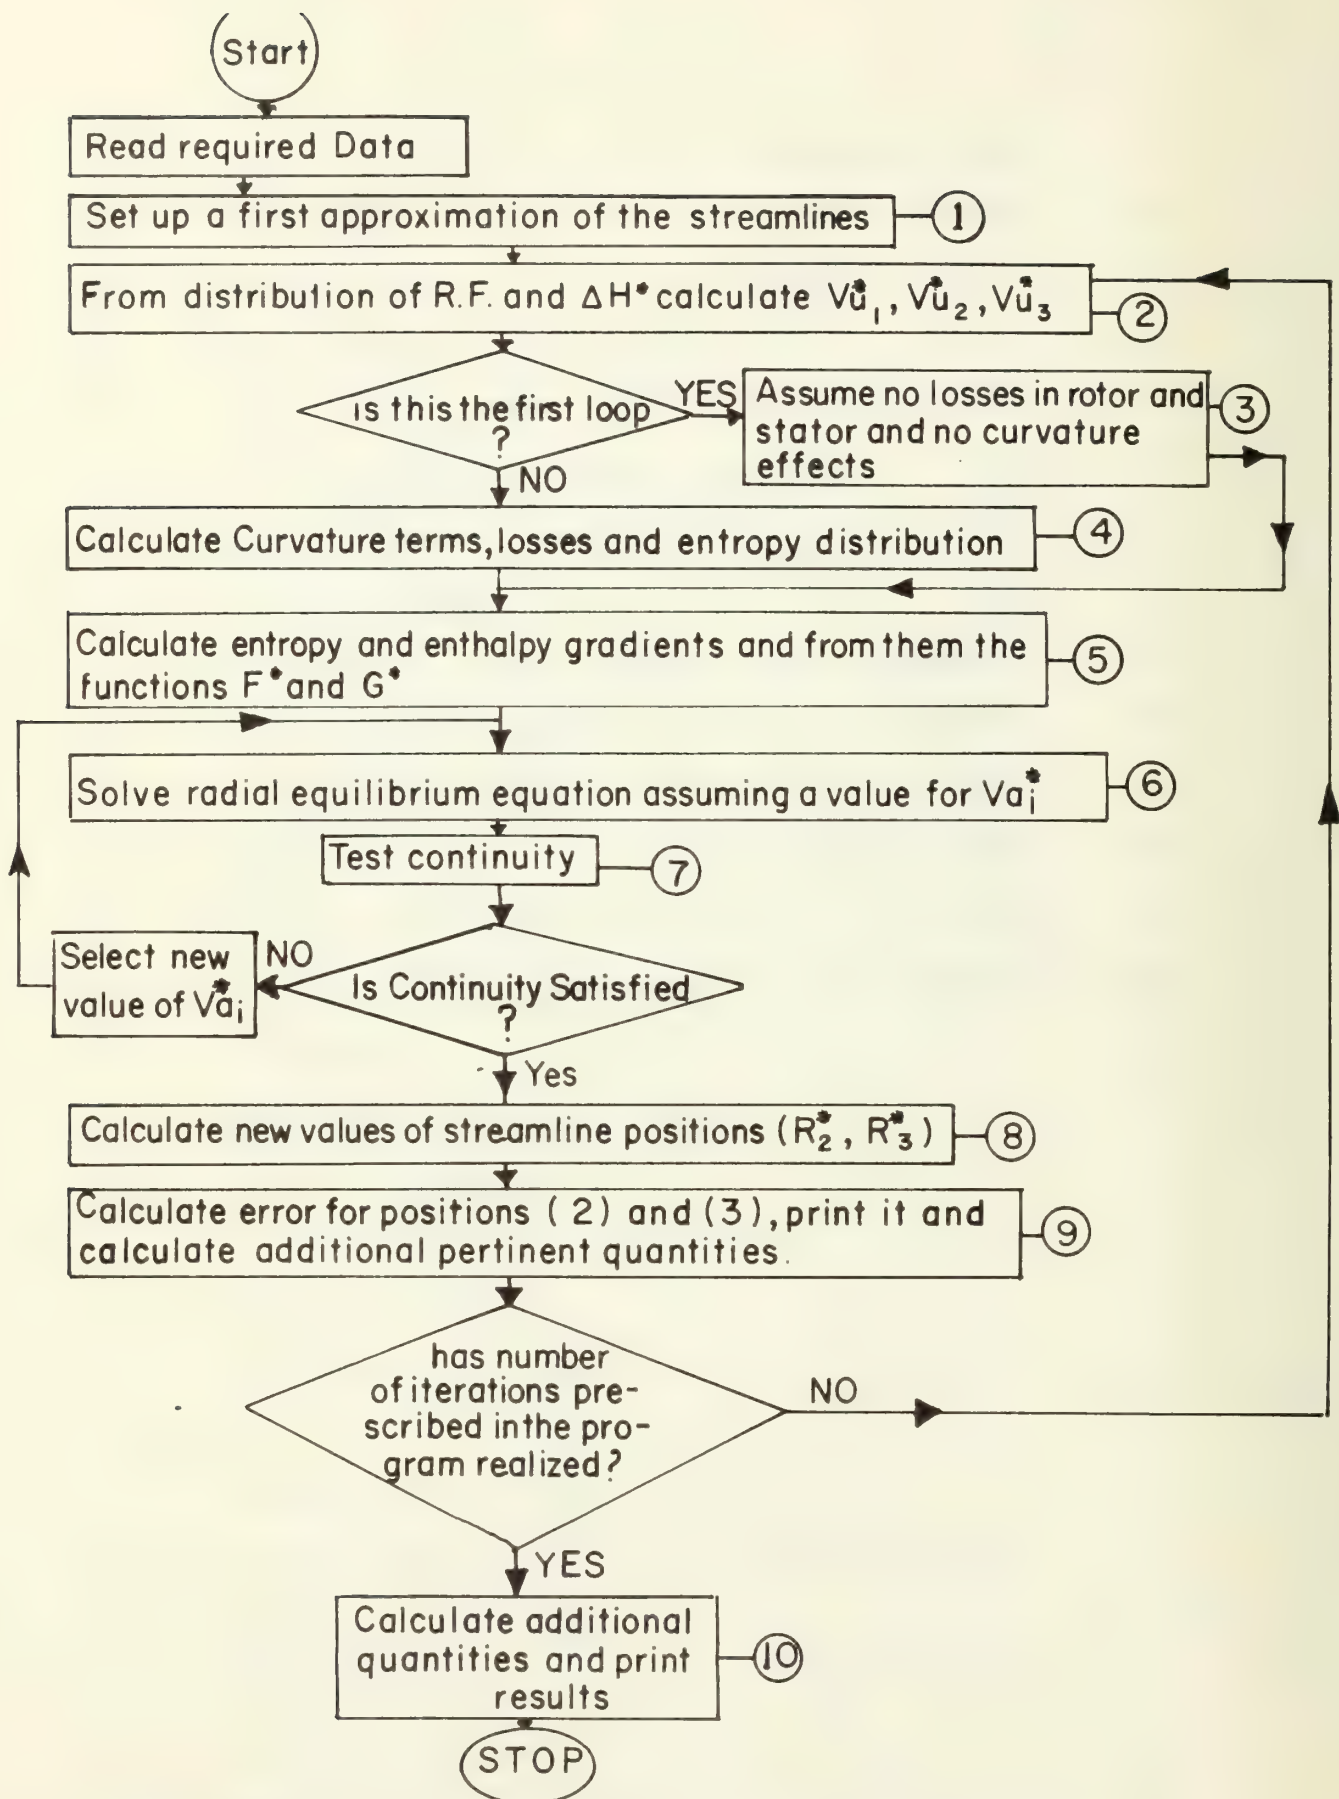 Start
Read required Data
Set up a first approximation of the streamlines
1
From distribution of R.F. and ΔH* calculate Vu*₁, Vu*₂, Vu*₃
2
is this the first loop
?
YES
Assume no losses in rotor and
stator and no curvature
effects
3
NO
Calculate Curvature terms, losses and entropy distribution
4
Calculate entropy and enthalpy gradients and from them the
functions F* and G*
5
Solve radial equilibrium equation assuming a value for Va*ᵢ
6
Test continuity
7
Select new
value of Va*ᵢ
NO
Is Continuity Satisfied
?
Yes
Calculate new values of streamline positions (R*₂, R*₃)
8
Calculate error for positions (2) and (3), print it and
calculate additional pertinent quantities.
9
has number
of iterations pre-
scribed in the pro-
gram realized?
NO
YES
Calculate additional
quantities and print
results
10
STOP